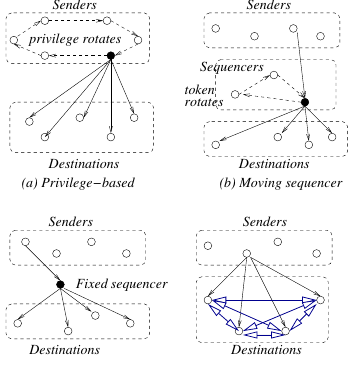 Senders
privilege rotates
Destinations
(a) Privilege−based
Senders
Sequencers
token
rotates
Destinations
(b) Moving sequencer
Senders
Fixed sequencer
Destinations
Senders
Destinations